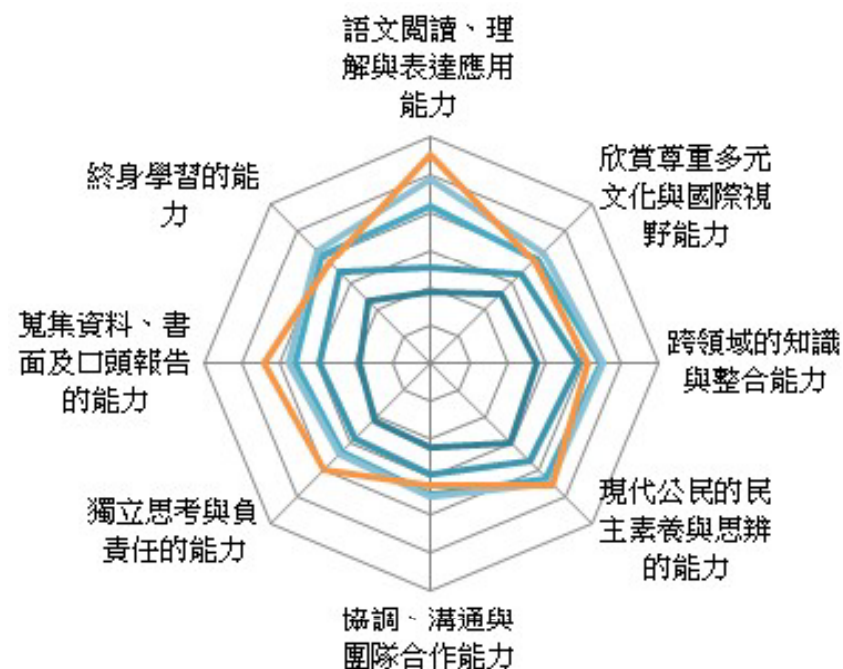 語文閱讀、理
解與表達應用
能力
欣賞尊重多元
文化與國際視
野能力
跨領域的知識
與整合能力
現代公民的民
主素養與思辨
的能力
協調、溝通與
團隊合作能力
獨立思考與負
責任的能力
蒐集資料、書
面及口頭報告
的能力
終身學習的能
力